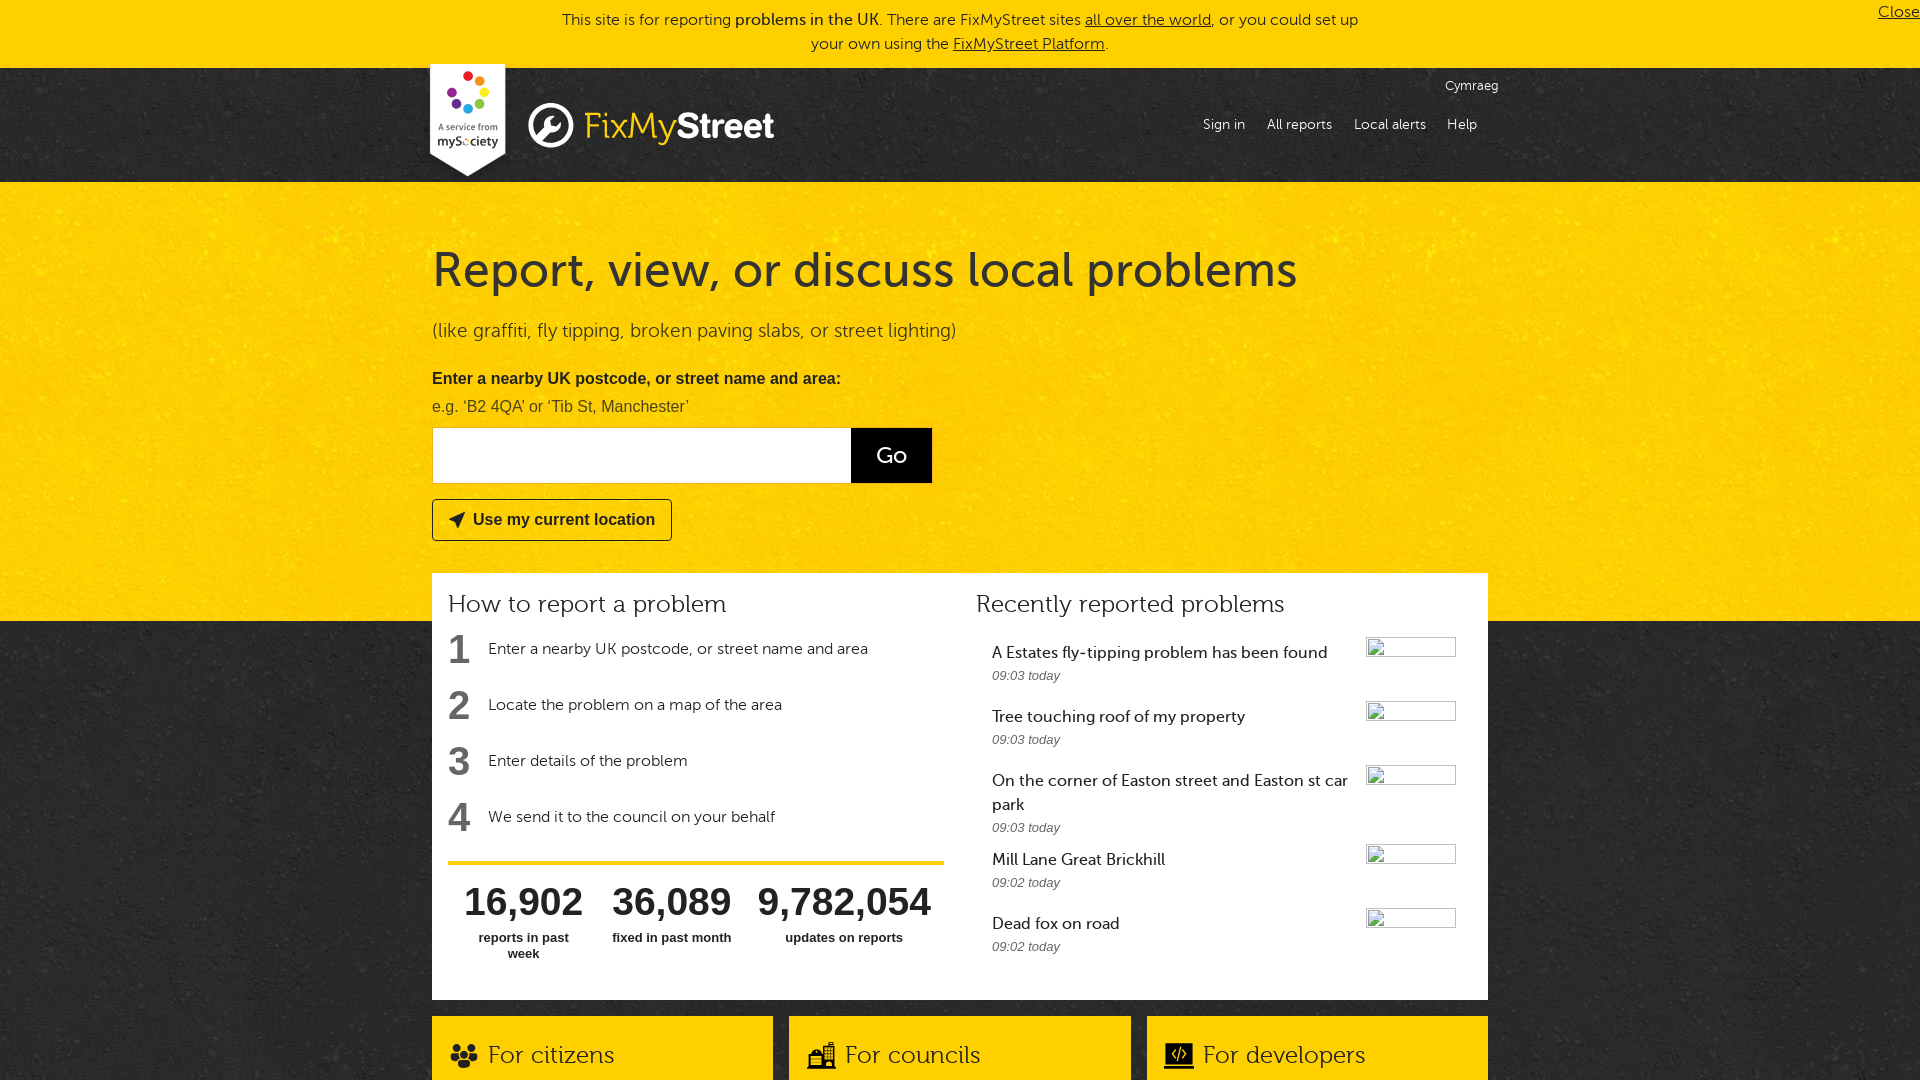 This site is for reporting problems in the UK. There are FixMyStreet sites all over the world, or you could set up
your own using the FixMyStreet Platform.
Close
Cymraeg
A service from
mySociety
FixMyStreet
Sign in
All reports
Local alerts
Help
Report, view, or discuss local problems
(like graffiti, fly tipping, broken paving slabs, or street lighting)
Enter a nearby UK postcode, or street name and area:
e.g. ‘B2 4QA’ or ‘Tib St, Manchester’
Go
Use my current location
How to report a problem
1 Enter a nearby UK postcode, or street name and area
2 Locate the problem on a map of the area
3 Enter details of the problem
4 We send it to the council on your behalf
16,902
reports in past
week
36,089
fixed in past month
9,782,054
updates on reports
Recently reported problems
A Estates fly-tipping problem has been found
09:03 today
Tree touching roof of my property
09:03 today
On the corner of Easton street and Easton st car
park
09:03 today
Mill Lane Great Brickhill
09:02 today
Dead fox on road
09:02 today
For citizens
For councils
For developers